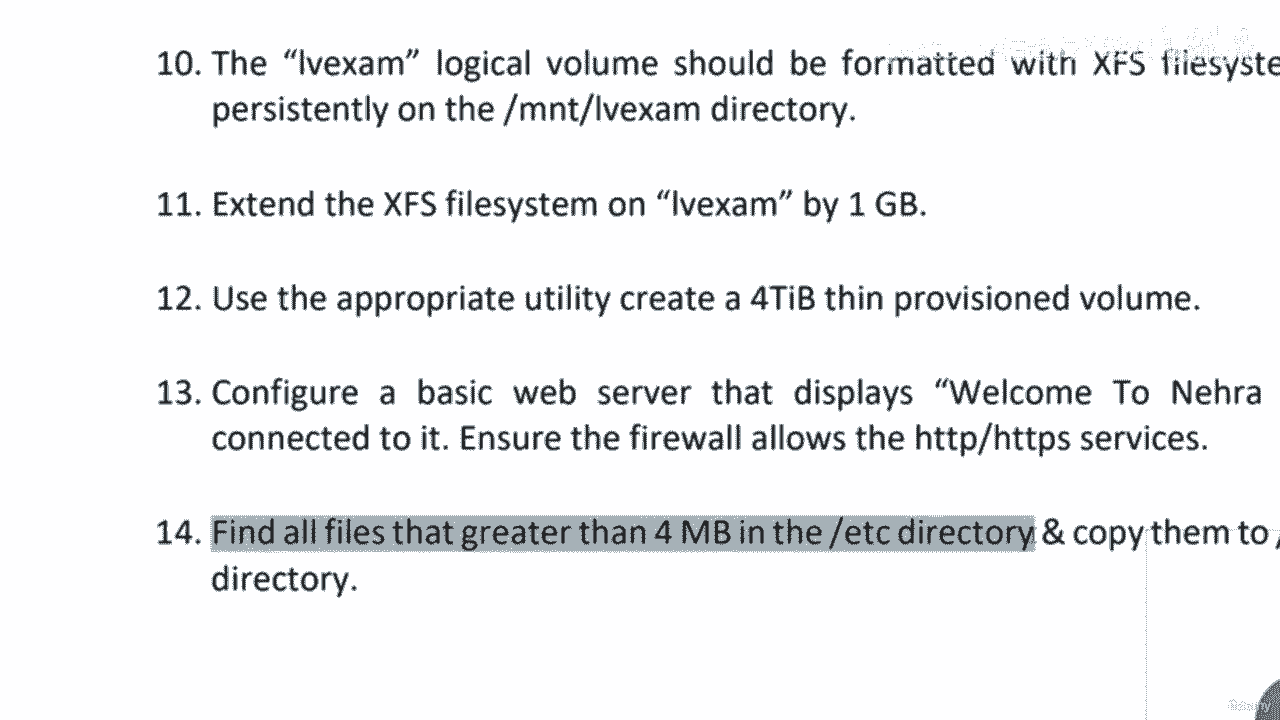 10. The “lvexam” logical volume should be formatted with XFS filesyste
persistently on the /mnt/lvexam directory.
11. Extend the XFS filesystem on “lvexam” by 1 GB.
12. Use the appropriate utility create a 4TiB thin provisioned volume.
13. Configure a basic web server that displays “Welcome To Nehra
connected to it. Ensure the firewall allows the http/https services.
14. Find all files that greater than 4 MB in the /etc directory & copy them to /
directory.